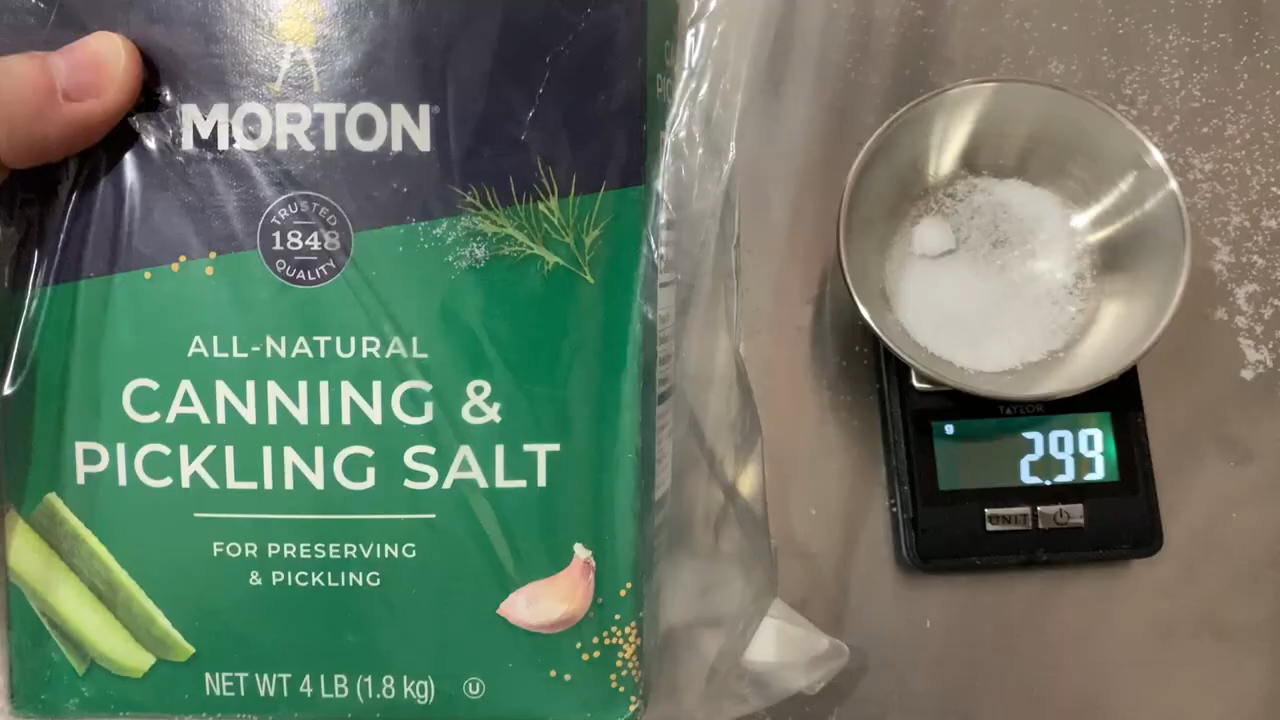 MORTON®
TRUSTED
1848
QUALITY
ALL-NATURAL
CANNING &
PICKLING SALT
FOR PRESERVING
& PICKLING
NET WT 4 LB (1.8 kg) U
TAYLOR
g
2.99
UNIT